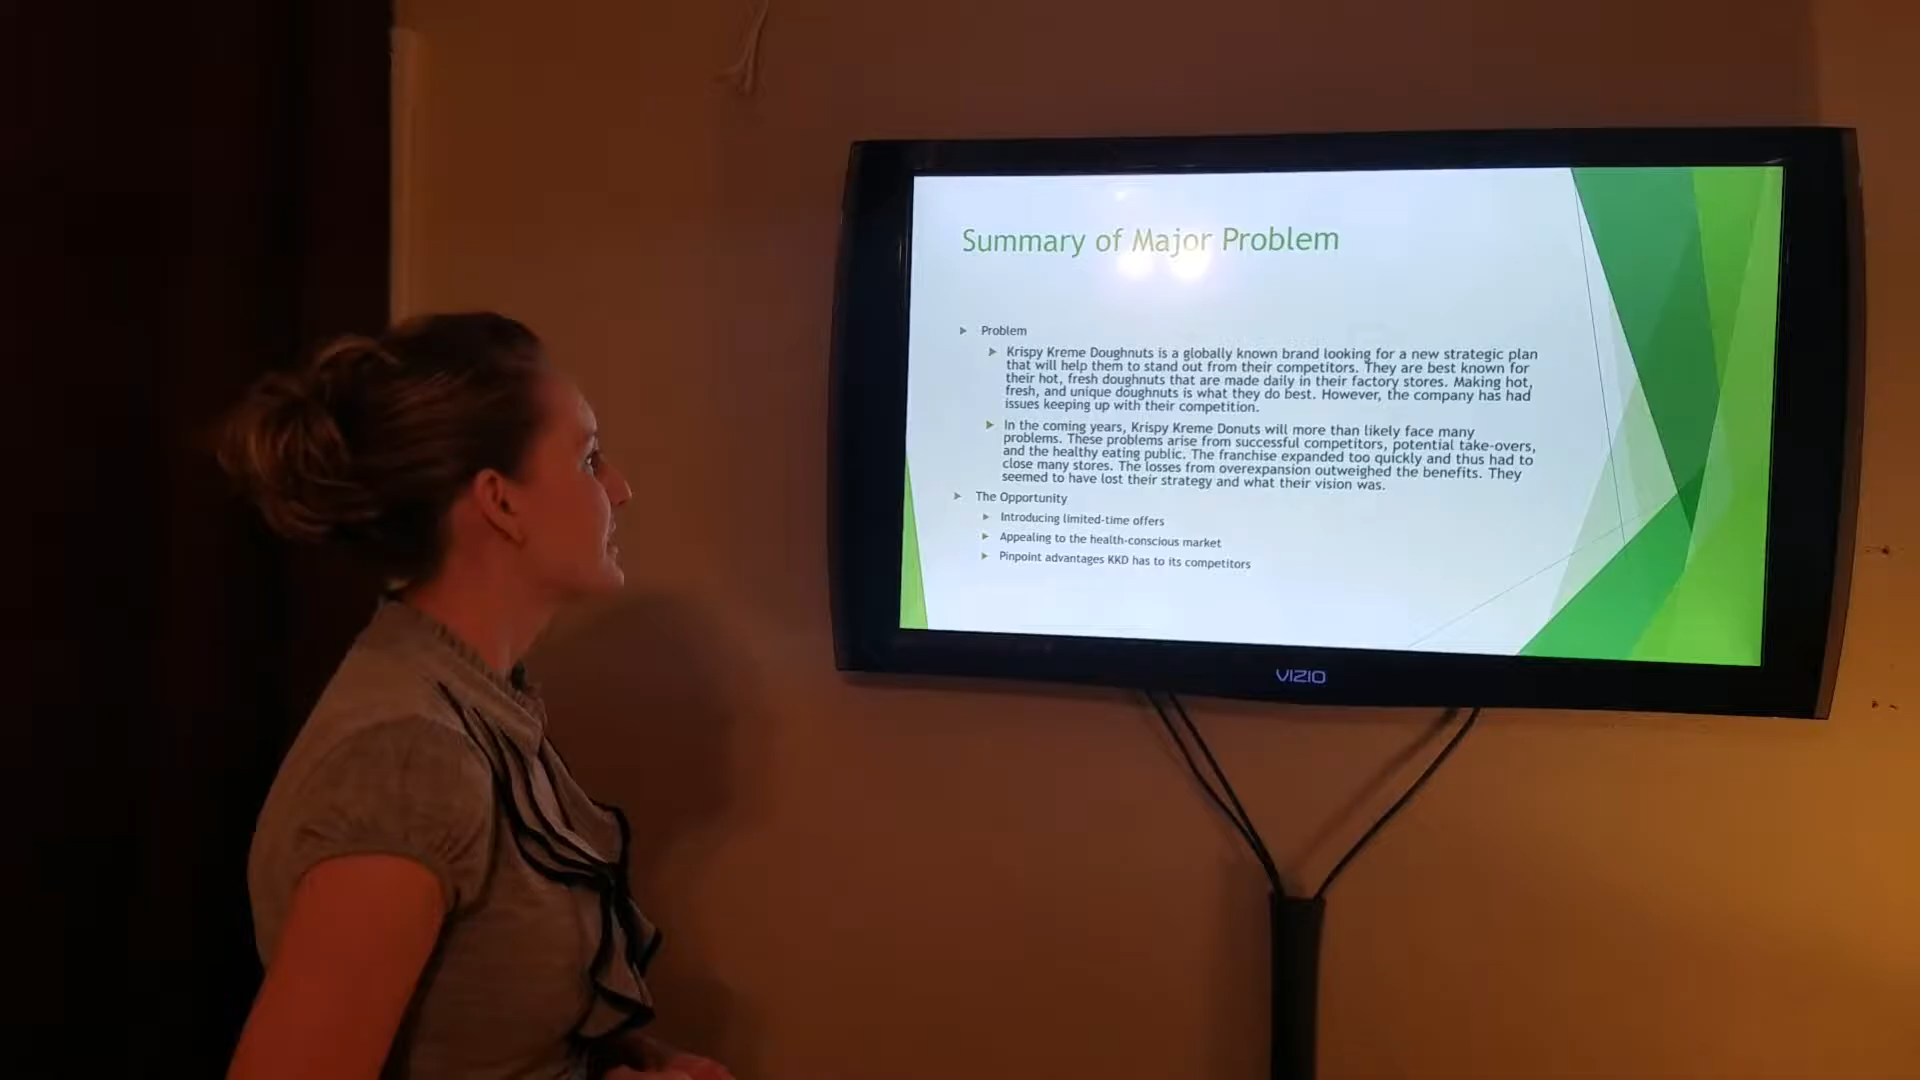 Summary of Major Problem
Problem
Krispy Kreme Doughnuts is a globally known brand looking for a new strategic plan
that will help them to stand out from their competitors. They are best known for
their hot, fresh doughnuts that are made daily in their factory stores. Making hot,
fresh, and unique doughnuts is what they do best. However, the company has had
issues keeping up with their competition.
In the coming years, Krispy Kreme Donuts will more than likely face many
problems. These problems arise from successful competitors, potential take-overs,
and the healthy eating public. The franchise expanded too quickly and thus had to
close many stores. The losses from overexpansion outweighed the benefits. They
seemed to have lost their strategy and what their vision was.
The Opportunity
Introducing limited-time offers
Appealing to the health-conscious market
Pinpoint advantages KKD has to its competitors
VIZIO